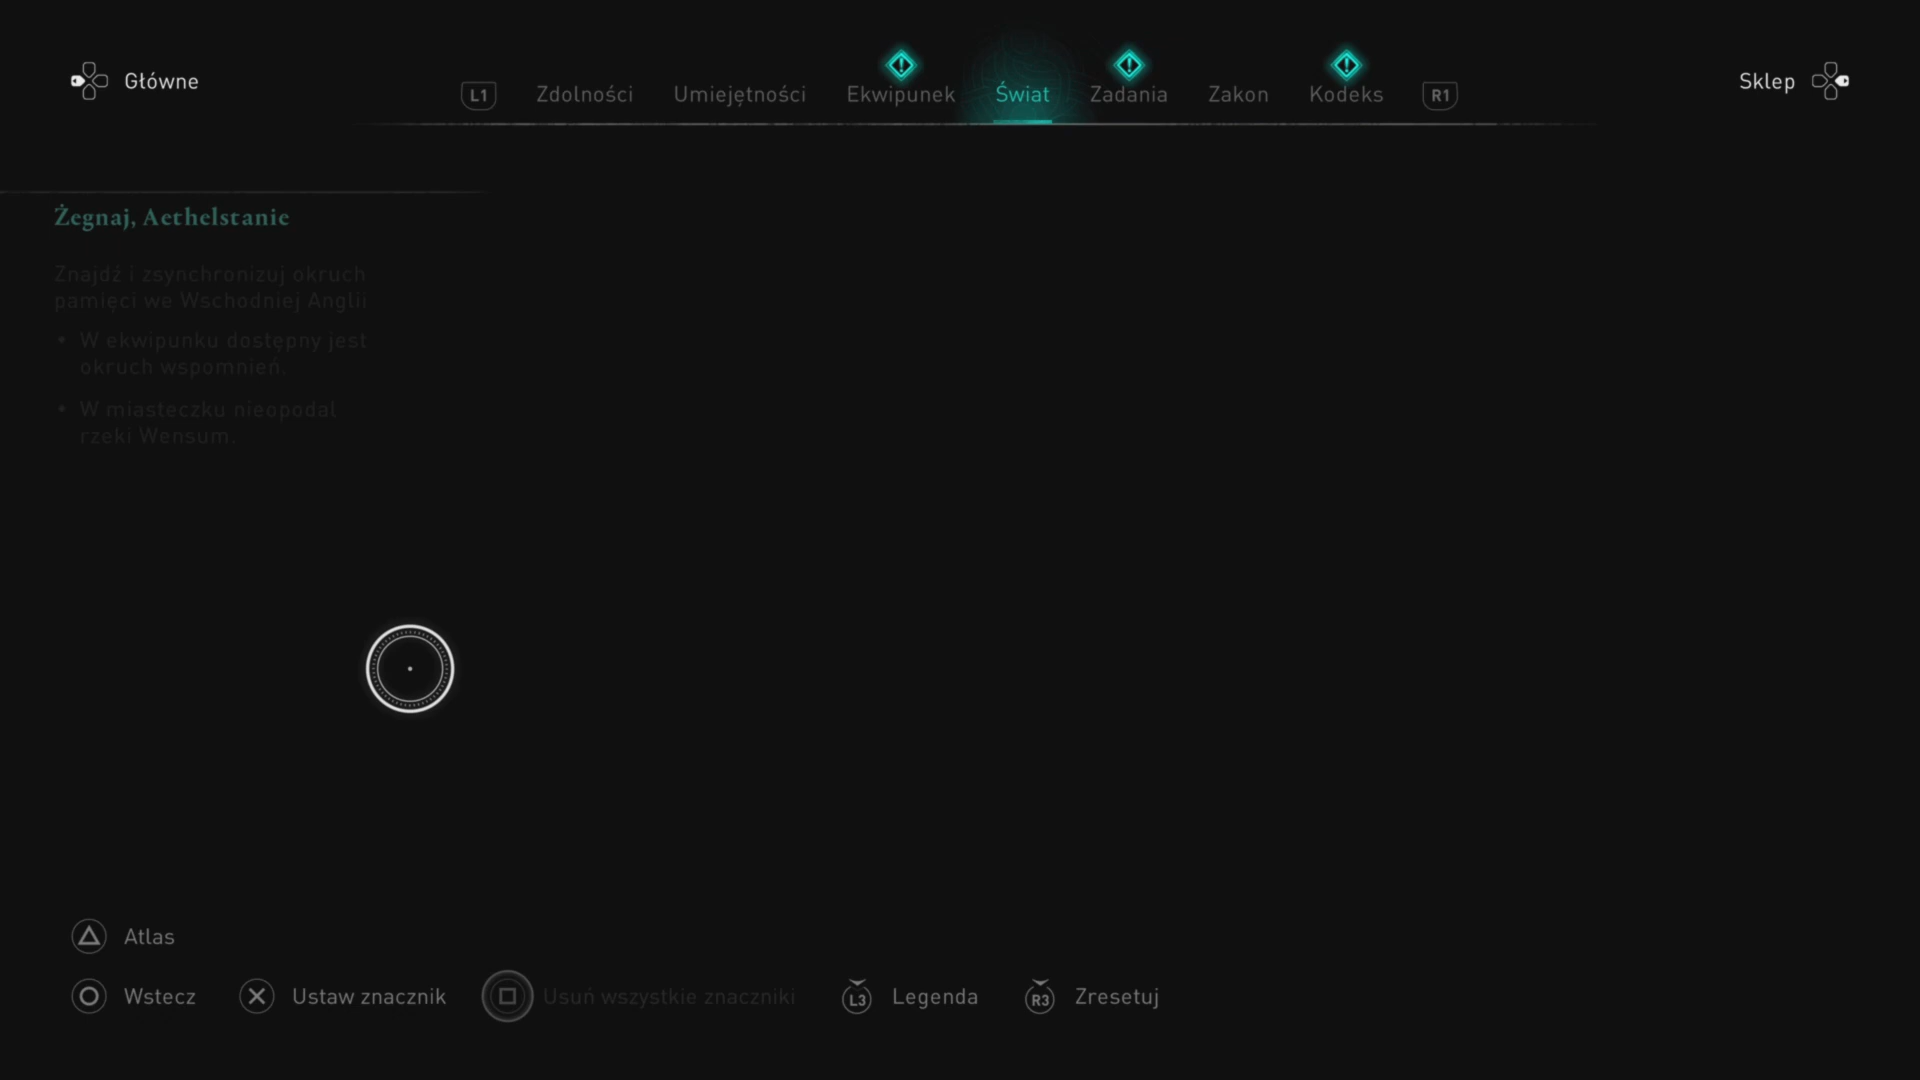 Główne
L1 Zdolności Umiejętności Ekwipunek Świat Zadania Zakon Kodeks R1
Sklep
Żegnaj, Aethelstanie
Znajdź i zsynchronizuj okruch
pamięci we Wschodniej Anglii
• W ekwipunku dostępny jest
okruch wspomnień.
• W miasteczku nieopodal
rzeki Wensum.
Atlas
Wstecz Ustaw znacznik Usuń wszystkie znaczniki L3 Legenda R3 Zresetuj